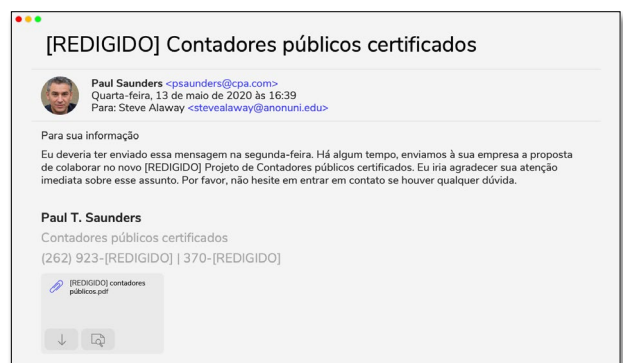 [REDIGIDO] Contadores públicos certificados
Paul Saunders <psaunders@cpa.com>
Quarta-feira, 13 de maio de 2020 às 16:39
Para: Steve Alaway <stevealaway@anonuni.edu>
Para sua informação
Eu deveria ter enviado essa mensagem na segunda-feira. Há algum tempo, enviamos à sua empresa a proposta
de colaborar no novo [REDIGIDO] Projeto de Contadores públicos certificados. Eu iria agradecer sua atenção
imediata sobre esse assunto. Por favor, não hesite em entrar em contato se houver qualquer dúvida.
Paul T. Saunders
Contadores públicos certificados
(262) 923-[REDIGIDO] | 370-[REDIGIDO]
[REDIGIDO] contadores
públicos.pdf